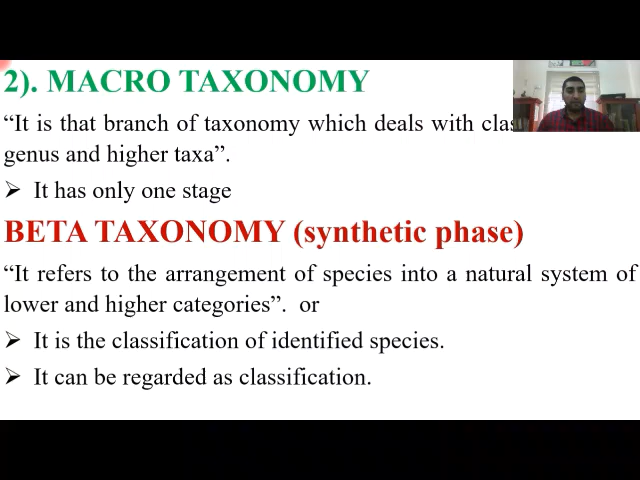 2). MACRO TAXONOMY
“It is that branch of taxonomy which deals with
genus and higher taxa”.
➢ It has only one stage
BETA TAXONOMY (synthetic phase)
“It refers to the arrangement of species into a natural system of
lower and higher categories”. or
➢ It is the classification of identified species.
➢ It can be regarded as classification.